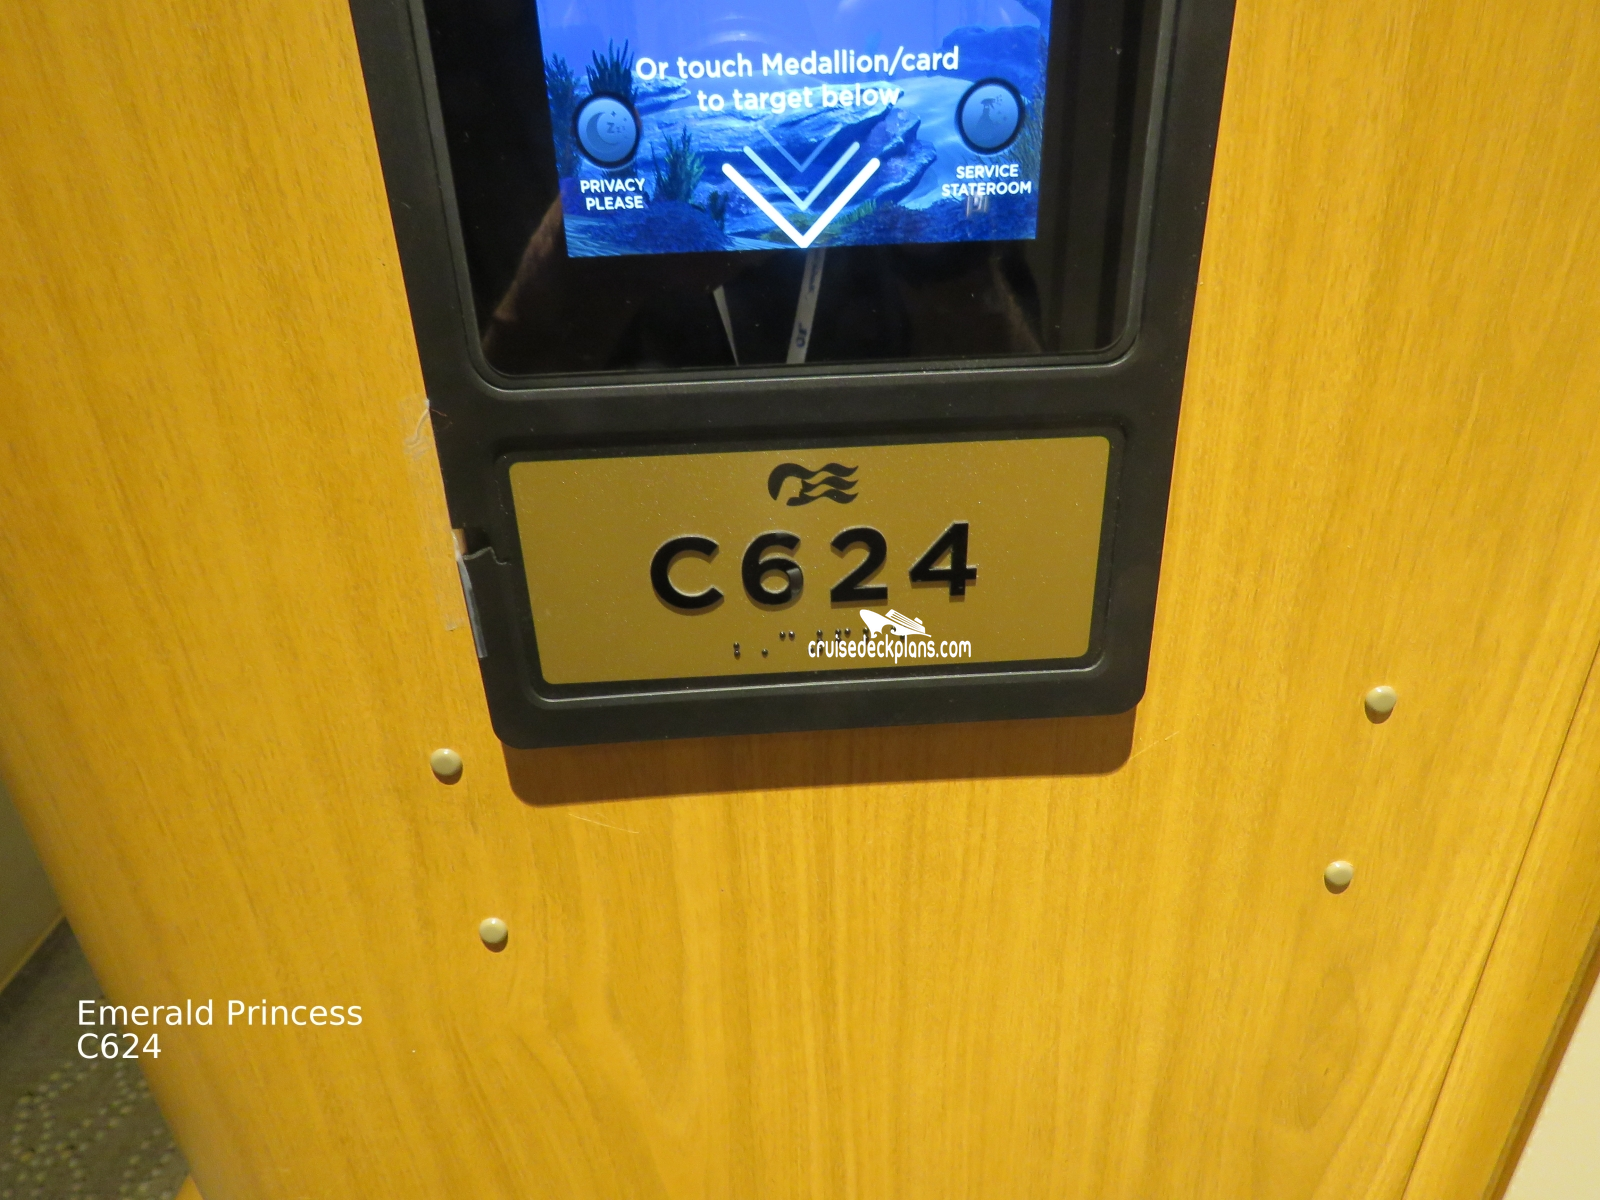 Or touch Medallion/card
to target below
PRIVACY
PLEASE
SERVICE
STATEROOM
C624
cruisedeckplans.com
Emerald Princess
C624